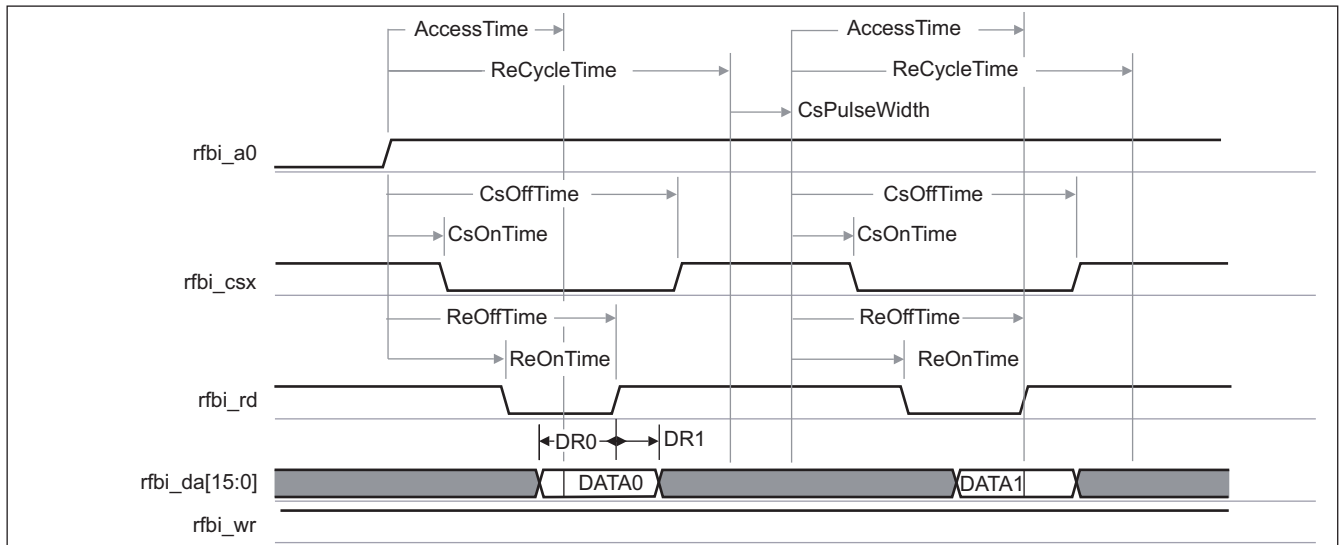 AccessTime AccessTime
ReCycleTime ReCycleTime
CsPulseWidth
rfbi_a0
CsOffTime CsOffTime
CsOnTime CsOnTime
rfbi_csx
ReOffTime ReOffTime
ReOnTime ReOnTime
rfbi_rd
DR0 DR1
rfbi_da[15:0] DATA0 DATA1
rfbi_wr